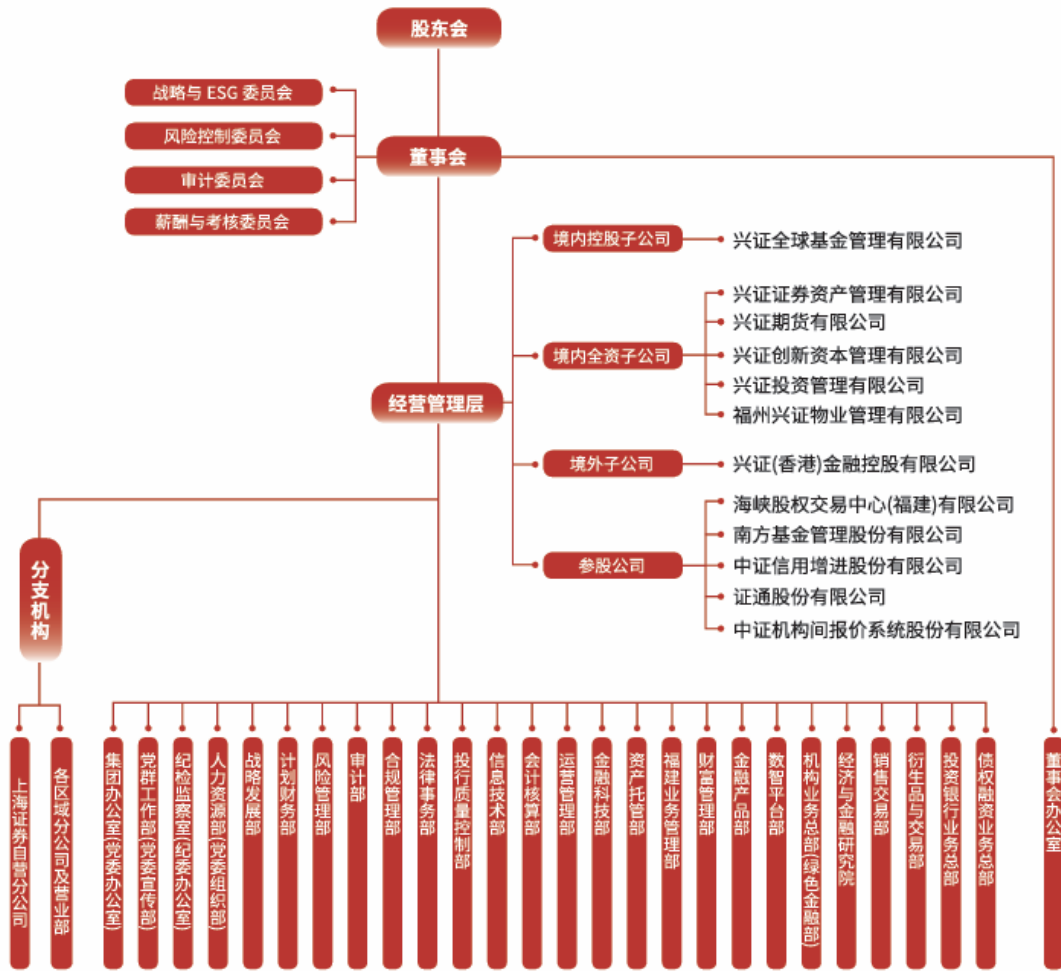 股东会
战略与 ESG 委员会
风险控制委员会
董事会
审计委员会
薪酬与考核委员会
境内控股子公司
兴证全球基金管理有限公司
境内全资子公司
兴证证券资产管理有限公司
兴证期货有限公司
兴证创新资本管理有限公司
兴证投资管理有限公司
福州兴证物业管理有限公司
经营管理层
境外子公司
兴证(香港)金融控股有限公司
参股公司
海峡股权交易中心(福建)有限公司
南方基金管理股份有限公司
中证信用增进股份有限公司
证通股份有限公司
中证机构间报价系统股份有限公司
分支机构
上海证券自营分公司
各区域分公司及营业部
集团办公室(党委办公室)
党群工作部(党委宣传部)
纪检监察室(纪委办公室)
人力资源部(党委组织部)
战略发展部
计划财务部
风险管理部
审计部
合规管理部
法律事务部
投行质量控制部
信息技术部
会计核算部
运营管理部
金融科技部
资产托管部
福建业务管理部
财富管理部
金融产品部
数智平台部
机构业务总部(绿色金融部)
经济与金融研究院
销售交易部
衍生品与交易部
投资银行业务总部
债权融资业务总部
董事会办公室